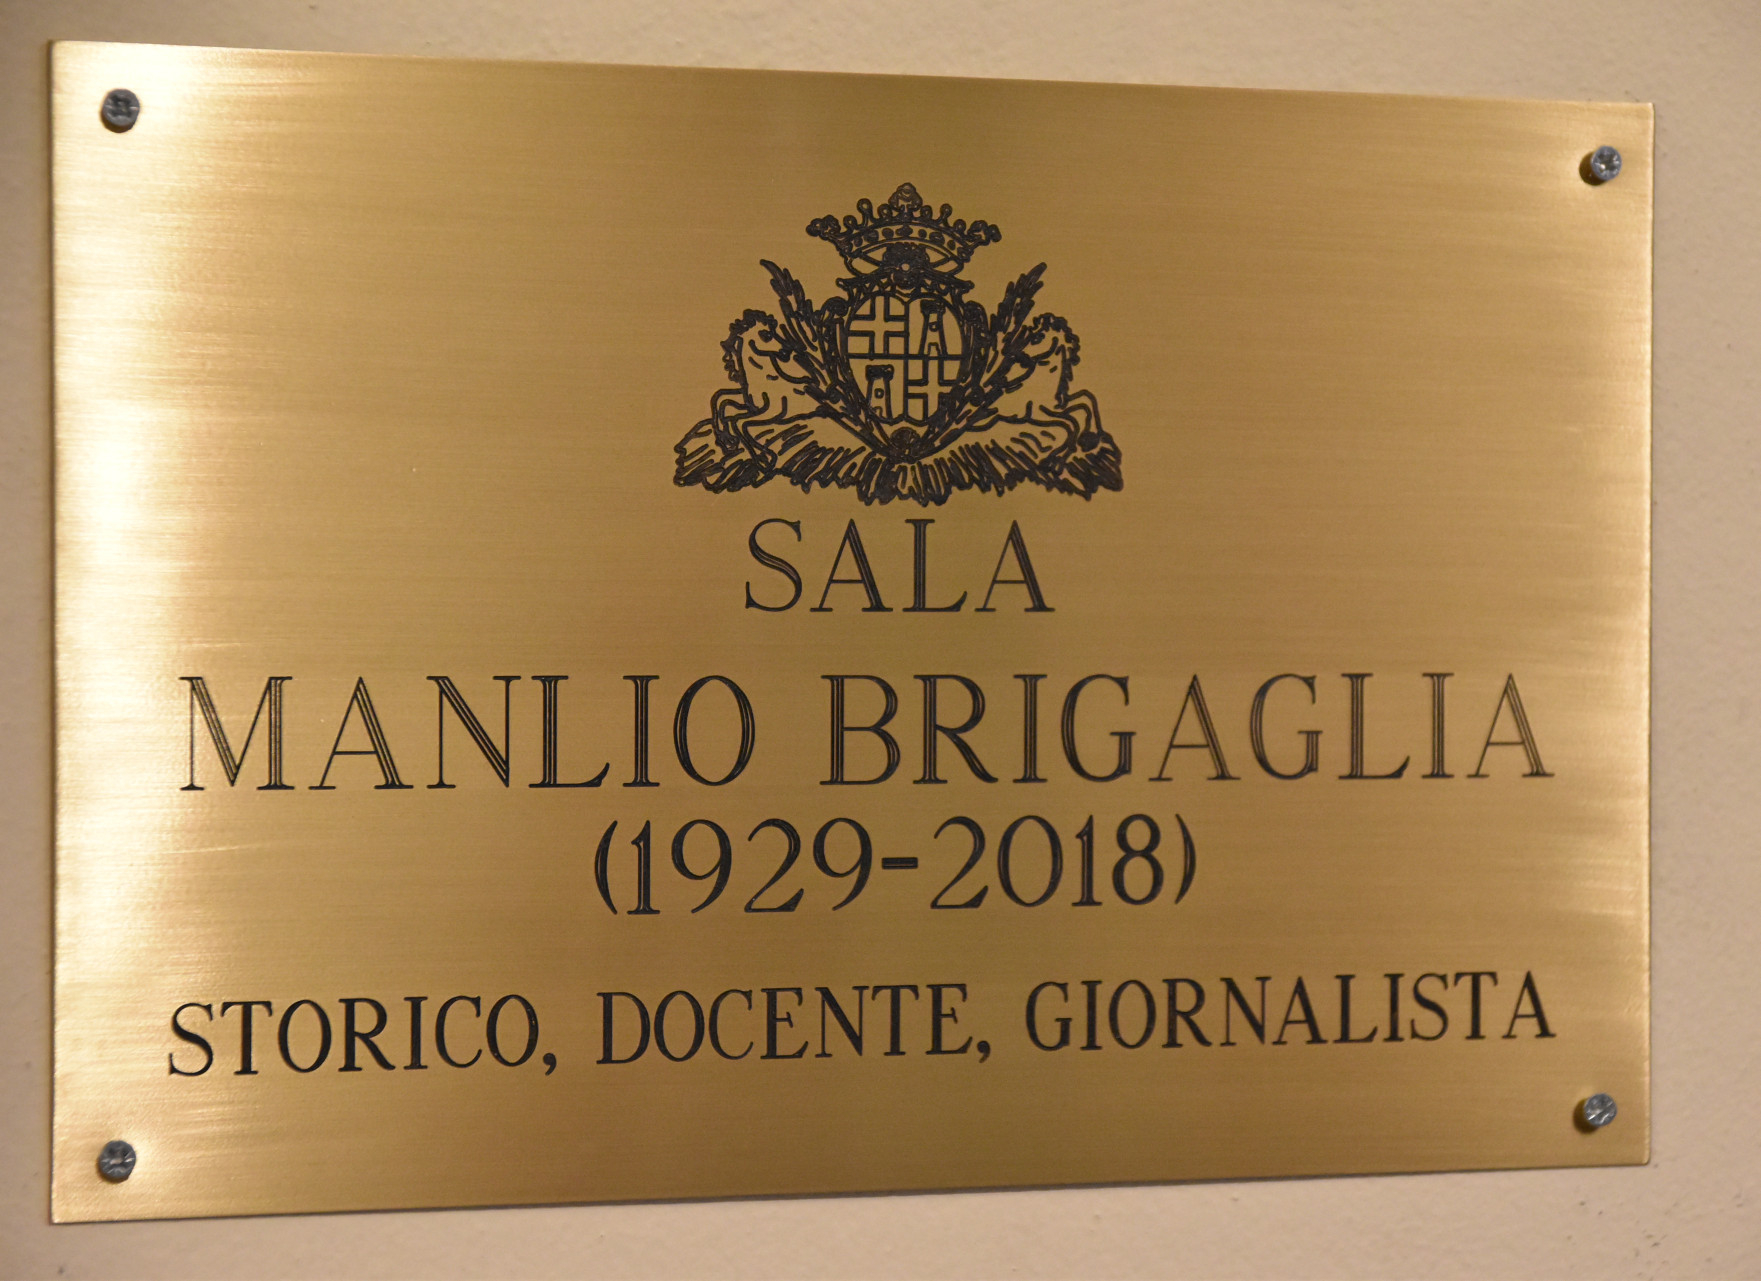 SALA
MANLIO BRIGAGLIA
(1929-2018)
STORICO, DOCENTE, GIORNALISTA